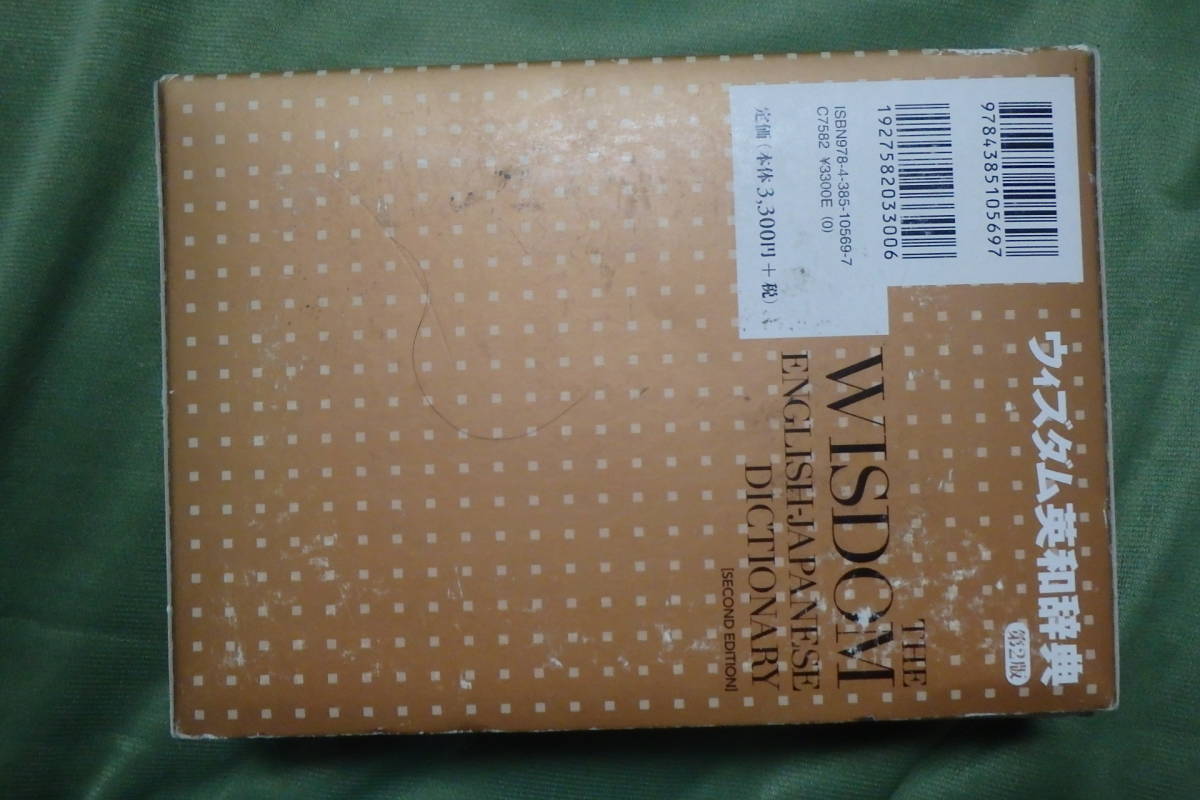 9784385105697
1927582033006
ISBN978-4-385-10569-7
C7582 ¥3300E (0)
定価(本体3,300円+税)
ウィズダム英和辞典
第2版
THE
WISDOM
ENGLISH-JAPANESE
DICTIONARY
[SECOND EDITION]